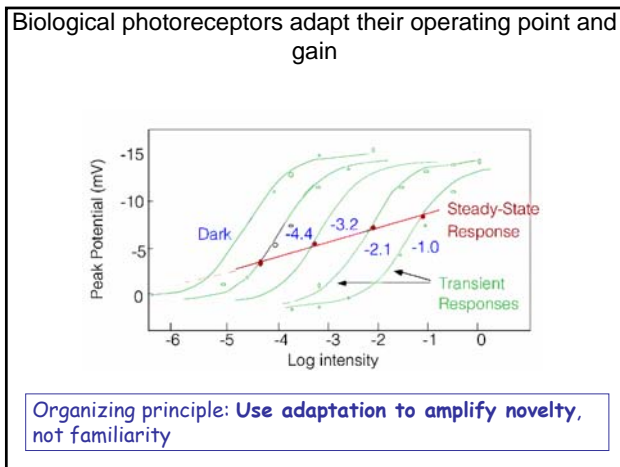 Biological photoreceptors adapt their operating point and
gain
Peak Potential (mV)
-15
-10
-5
0
Dark
-4.4
-3.2
-2.1
-1.0
Steady-State
Response
Transient
Responses
-6 -5 -4 -3 -2 -1 0
Log intensity
Organizing principle: Use adaptation to amplify novelty,
not familiarity